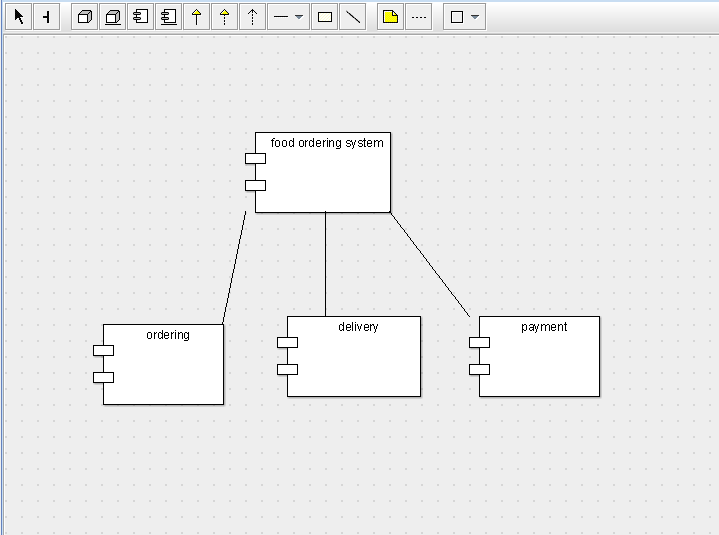 food ordering system
ordering
delivery
payment